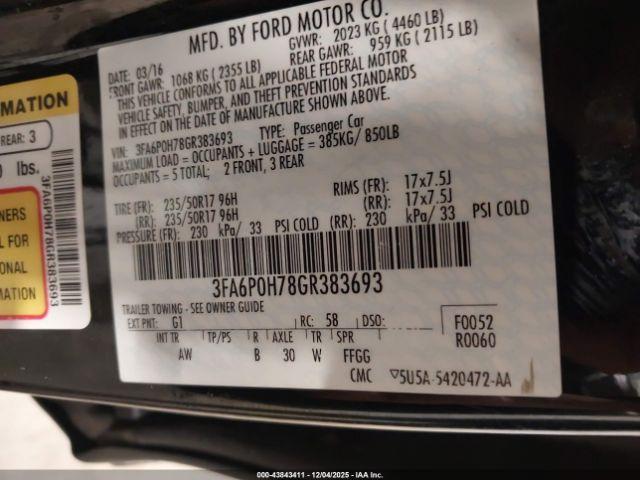 MFD. BY FORD MOTOR CO.
DATE: 03/16
GVWR: 2023 KG ( 4460 LB)
FRONT GAWR: 1068 KG ( 2355 LB)
REAR GAWR: 959 KG ( 2115 LB)
THIS VEHICLE CONFORMS TO ALL APPLICABLE FEDERAL MOTOR
VEHICLE SAFETY, BUMPER, AND THEFT PREVENTION STANDARDS
IN EFFECT ON THE DATE OF MANUFACTURE SHOWN ABOVE.
VIN: 3FA6P0H78GR383693
TYPE: Passenger Car
MAXIMUM LOAD = OCCUPANTS + LUGGAGE = 385KG/ 850LB
OCCUPANTS = 5 TOTAL; 2 FRONT, 3 REAR
TIRE (FR): 235/50R17 96H
RIMS (FR): 17x7.5J
(RR): 235/50R17 96H
(RR): 17x7.5J
PRESSURE (FR): 230 kPa/ 33 PSI COLD
(RR): 230 kPa/ 33 PSI COLD
3FA6P0H78GR383693
TRAILER TOWING - SEE OWNER GUIDE
EXT PNT: G1 RC: 58 DSO:
F0052
R0060
INT TR TP/PS R AXLE TR SPR
AW B 30 W FFGG
CMC
5U5A-5420472-AA
RMATION
REAR: 3
lbs.
3FA6P0H78GR383693
NERS
L FOR
ONAL
MATION
000-43843411 - 12/04/2025 - IAA Inc.